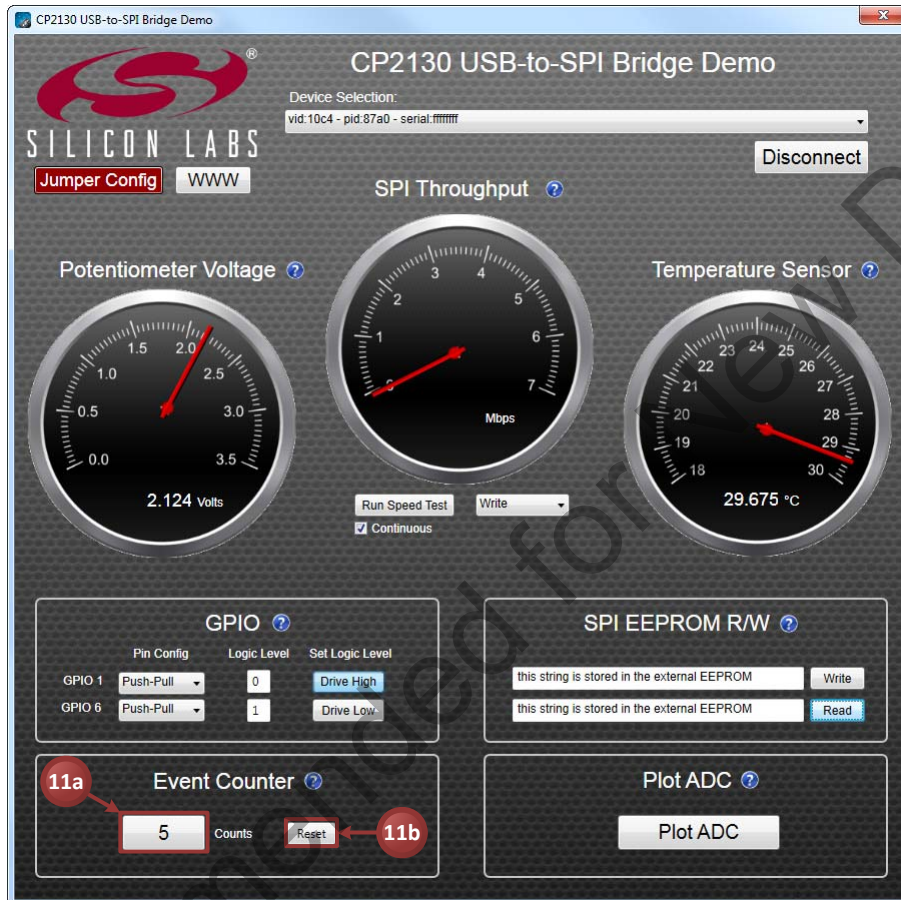 CP2130 USB-to-SPI Bridge Demo
x
CP2130 USB-to-SPI Bridge Demo
®
SILICON LABS
Device Selection:
vid:10c4 - pid:87a0 - serial:ffffffff
Jumper Config
WWW
Disconnect
SPI Throughput ?
0 1 2 3 4 5 6 7
Mbps
Potentiometer Voltage ?
0.0 0.5 1.0 1.5 2.0 2.5 3.0 3.5
2.124 Volts
Temperature Sensor ?
18 19 20 21 22 23 24 25 26 27 28 29 30
29.675 °C
Run Speed Test
Write
Continuous
GPIO ?
Pin Config Logic Level Set Logic Level
GPIO 1 Push-Pull 0 Drive High
GPIO 6 Push-Pull 1 Drive Low
SPI EEPROM R/W ?
this string is stored in the external EEPROM Write
this string is stored in the external EEPROM Read
11a
Event Counter ?
5 Counts Reset
11b
Plot ADC ?
Plot ADC
mended for New D